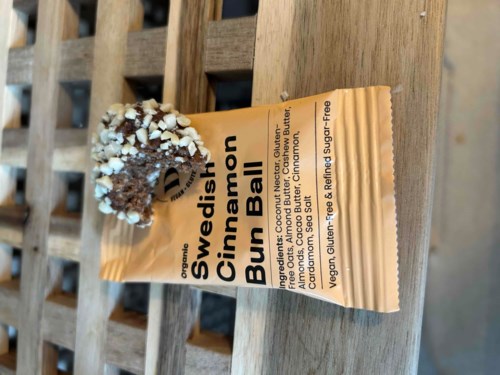 organic
Swedish
Cinnamon
Bun Ball
Ingredients: Coconut Nectar, Gluten-
Free Oats, Almond Butter, Cashew Butter,
Almonds, Cacao Butter, Cinnamon,
Cardamom, Sea Salt
Vegan, Gluten-Free & Refined Sugar-Free